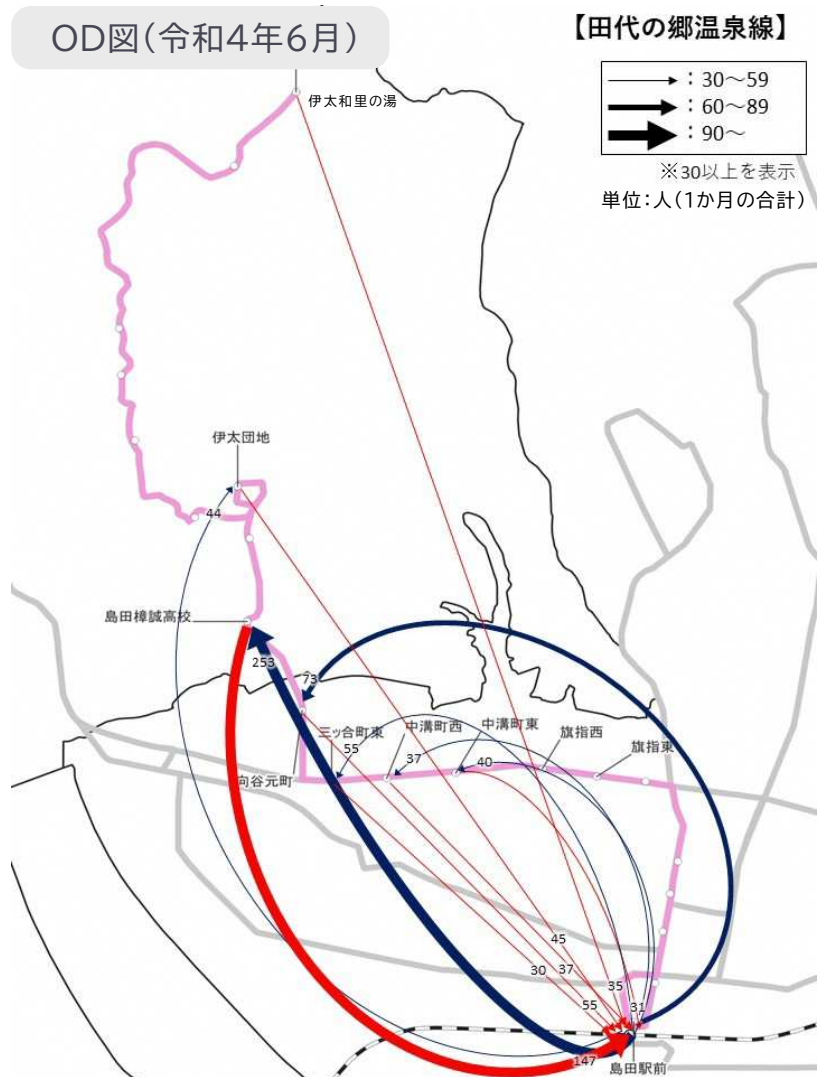 OD図(令和4年6月)
【田代の郷温泉線】
:30～59
:60～89
:90～
※30以上を表示
単位:人(1か月の合計)
伊太和里の湯
伊太団地
44
島田樟誠高校
253
73
三ッ合町東
中溝町西
中溝町東
旗指西
旗指東
55
37
40
向谷元町
45
30
37
35
55
31
147
島田駅前